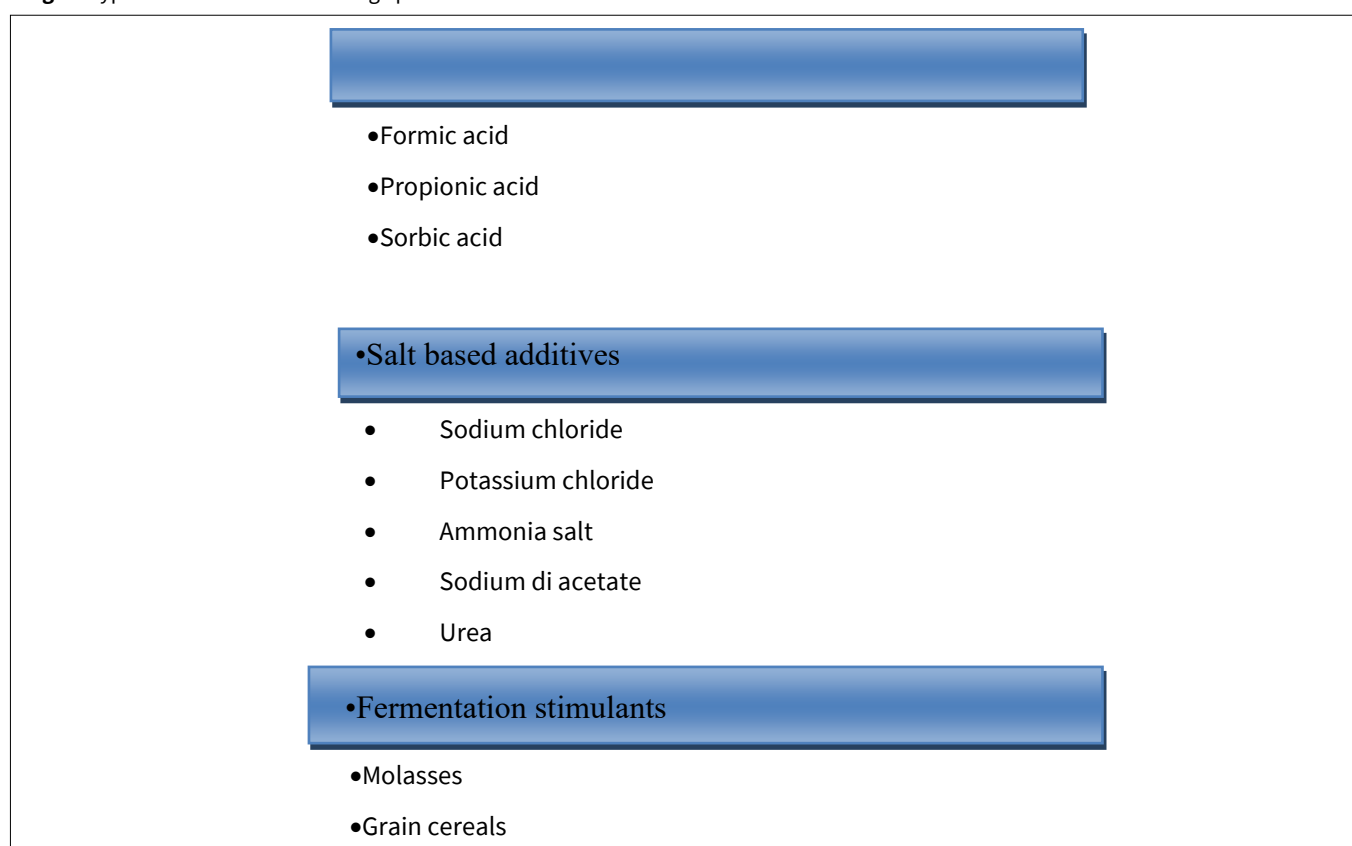 •Formic acid
•Propionic acid
•Sorbic acid
•Salt based additives
• Sodium chloride
• Potassium chloride
• Ammonia salt
• Sodium di acetate
• Urea
•Fermentation stimulants
•Molasses
•Grain cereals